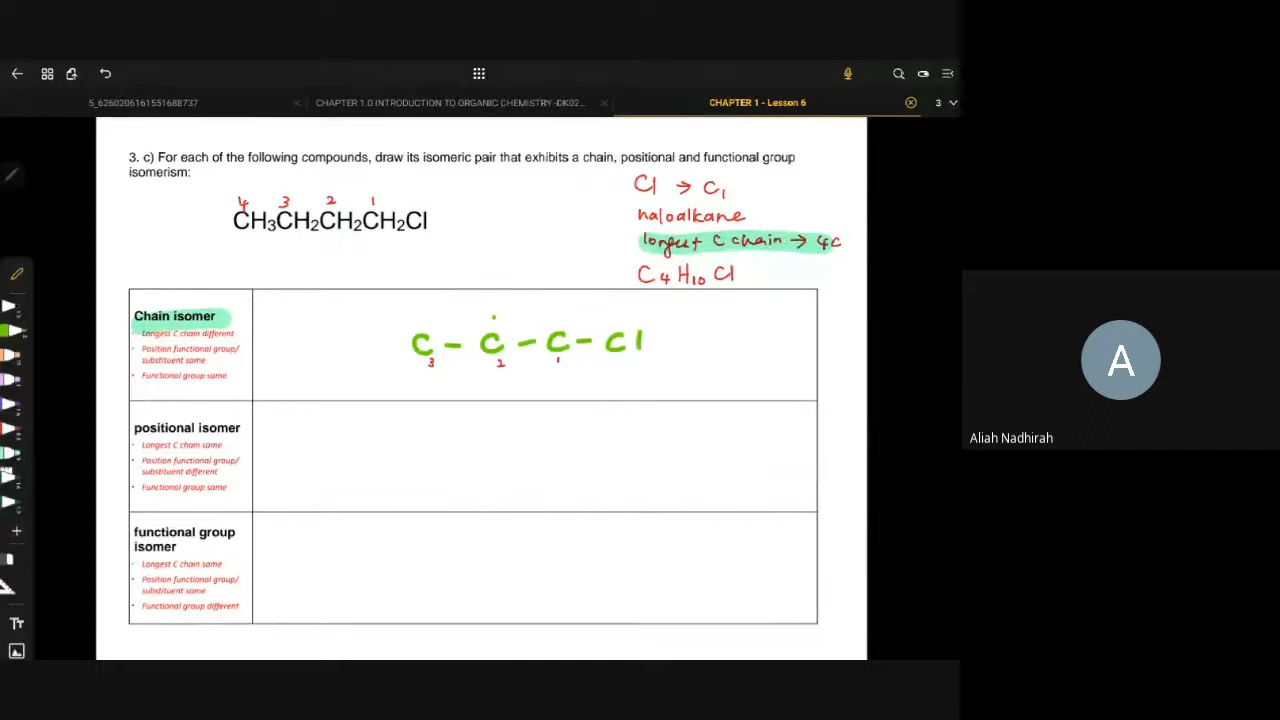 5_6260206161551688737
CHAPTER 1.0 INTRODUCTION TO ORGANIC CHEMISTRY -DK02...
CHAPTER 1 - Lesson 6
3
3. c) For each of the following compounds, draw its isomeric pair that exhibits a chain, positional and functional group
isomerism:
4 3 2 1
CH3CH2CH2CH2Cl
Cl → C1
haloalkane
longest C chain → 4C
C4H10Cl
Chain isomer
Longest C chain different
Position functional group/
substituent same
Functional group same
C - C - C - Cl
3 2 1
positional isomer
Longest C chain same
Position functional group/
substituent different
Functional group same
functional group
isomer
Longest C chain same
Position functional group/
substituent same
Functional group different
Tт
A
Aliah Nadhirah